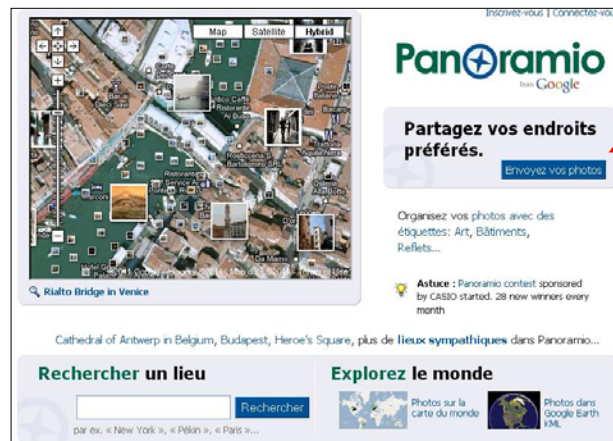 Inscrivez-vous | Connectez-vou
Map
Satellite
Hybrid
Panoramio
from Google
Partagez vos endroits
préférés.
Envoyez vos photos
Organisez vos photos avec des
étiquettes: Art, Bâtiments,
Reflets...
Astuce : Panoramio contest sponsored
by CASIO started. 28 new winners every
month
Rialto Bridge in Venice
Cathedral of Antwerp in Belgium, Budapest, Heroe's Square, plus de lieux sympathiques dans Panoramio...
Rechercher un lieu
Rechercher
par ex. « New York », « Pékin », « Paris »...
Explorez le monde
Photos sur la
carte du monde
Photos dans
Google Earth
KML